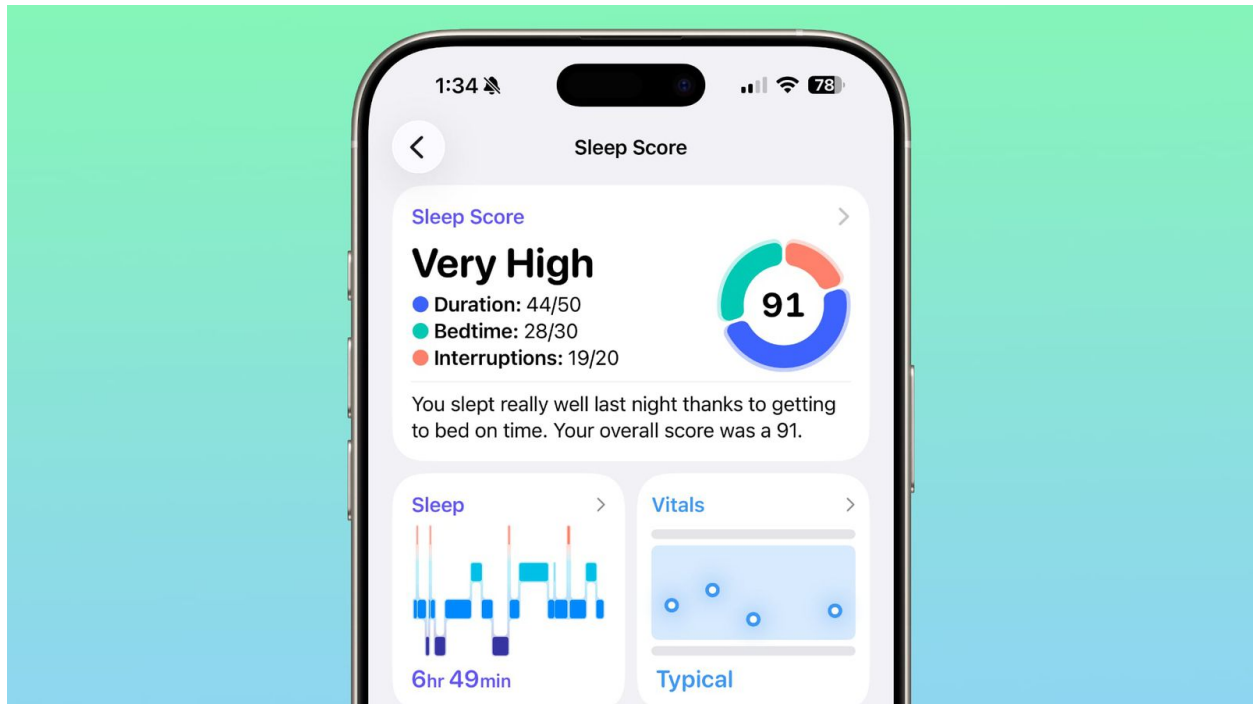 1:34
78
Sleep Score
Sleep Score
Very High
Duration: 44/50
Bedtime: 28/30
Interruptions: 19/20
91
You slept really well last night thanks to getting
to bed on time. Your overall score was a 91.
Sleep
6hr 49min
Vitals
Typical